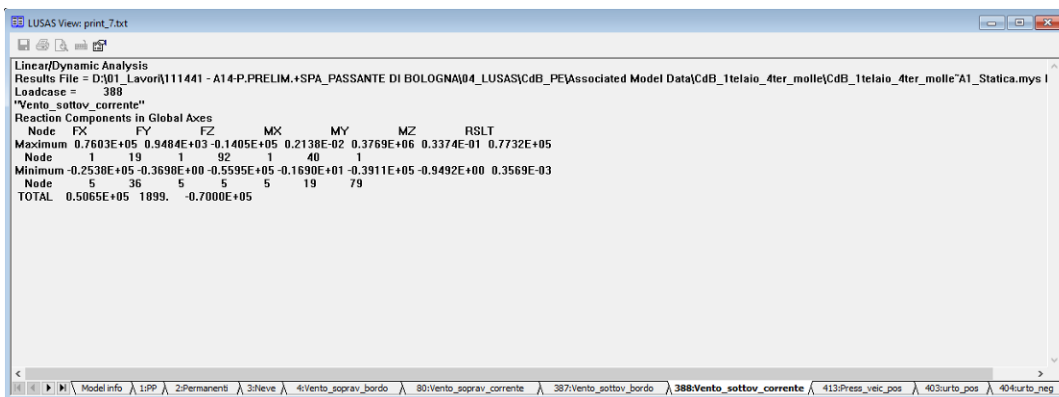 LUSAS View: print_7.txt
Linear/Dynamic Analysis
Results File = D:\01_Lavori\111441 - A14-P.PRELIM.+SPA_PASSANTE DI BOLOGNA\04_LUSAS\CdB_PE\Associated Model Data\CdB_1telaio_4ter_molle\CdB_1telaio_4ter_molle~A1_Statica.mys
Loadcase = 388
"Vento_sottov_corrente"
Reaction Components in Global Axes
Node FX FY FZ MX MY MZ RSLT
Maximum 0.7603E+05 0.9484E+03 -0.1405E+05 0.2138E-02 0.3769E+06 0.3374E-01 0.7732E+05
Node 1 19 1 92 1 40 1
Minimum -0.2538E+05 -0.3698E+00 -0.5595E+05 -0.1690E+01 -0.3911E+05 -0.9492E+00 0.3569E-03
Node 5 36 5 5 5 19 79
TOTAL 0.5065E+05 1899. -0.7000E+05
Model info 1:PP 2:Permanenti 3:Neve 4:Vento_soprav_bordo 80:Vento_soprav_corrente 387:Vento_sottov_bordo 388:Vento_sottov_corrente 413:Press_veic_pos 403:urto_pos 404:urto_neg